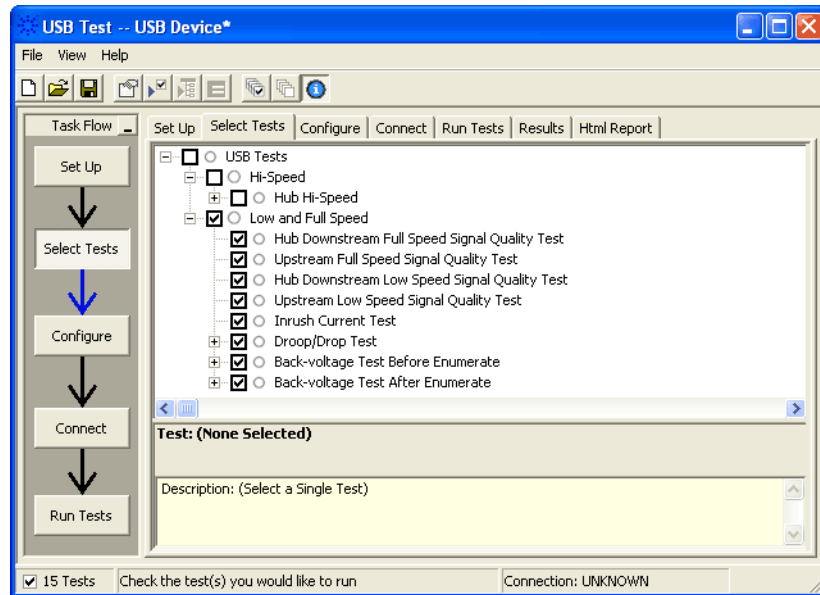 USB Test -- USB Device*
File View Help
Task Flow
Set Up
Select Tests
Configure
Connect
Run Tests
Set Up Select Tests Configure Connect Run Tests Results Html Report
USB Tests
Hi-Speed
Hub Hi-Speed
Low and Full Speed
Hub Downstream Full Speed Signal Quality Test
Upstream Full Speed Signal Quality Test
Hub Downstream Low Speed Signal Quality Test
Upstream Low Speed Signal Quality Test
Inrush Current Test
Droop/Drop Test
Back-voltage Test Before Enumerate
Back-voltage Test After Enumerate
Test: (None Selected)
Description: (Select a Single Test)
15 Tests Check the test(s) you would like to run Connection: UNKNOWN